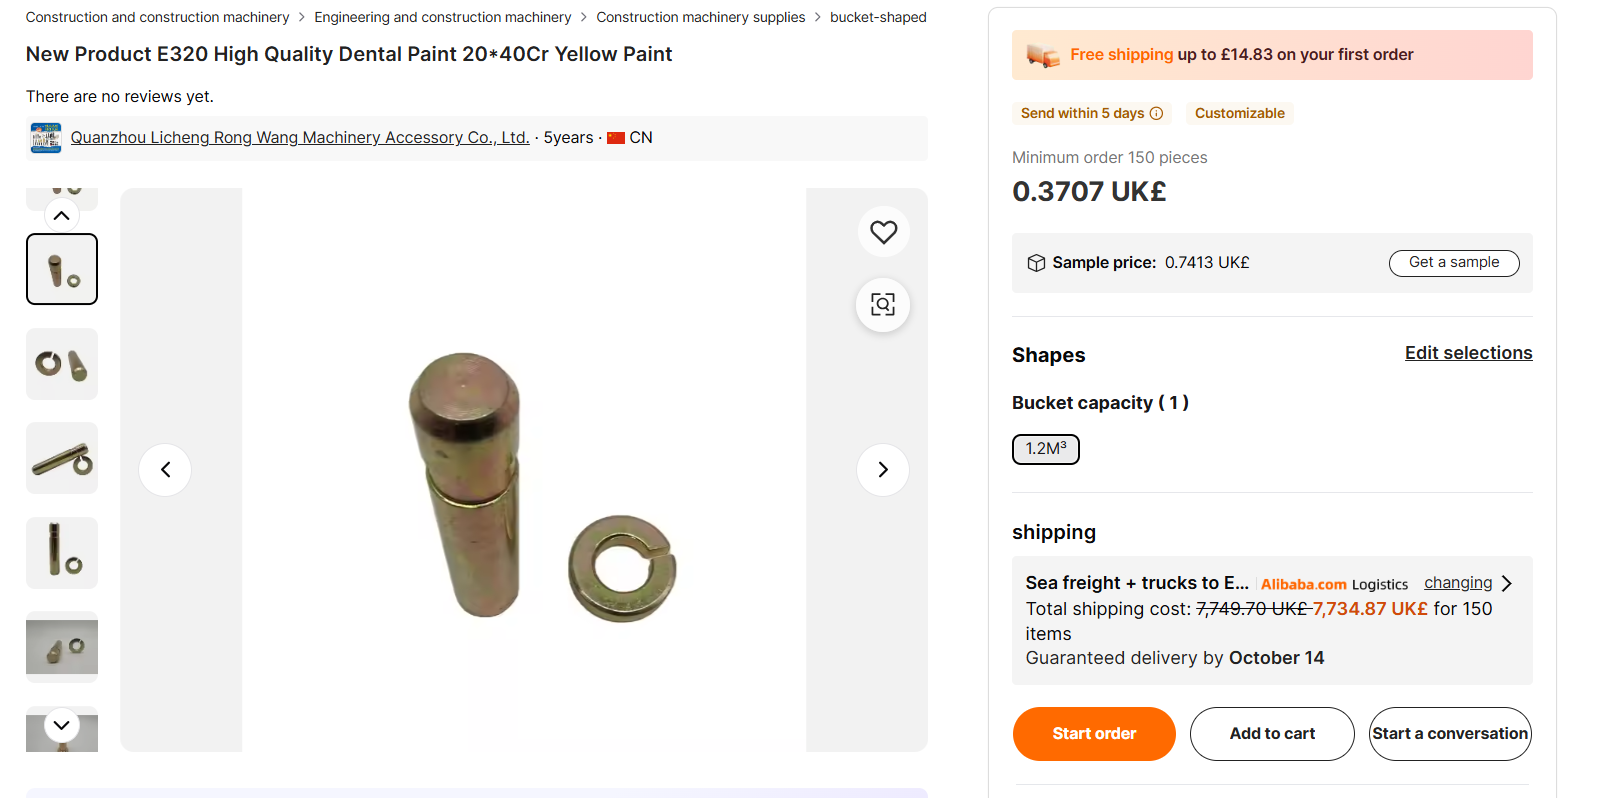 Construction and construction machinery > Engineering and construction machinery > Construction machinery supplies > bucket-shaped
New Product E320 High Quality Dental Paint 20*40Cr Yellow Paint
There are no reviews yet.
Quanzhou Licheng Rong Wang Machinery Accessory Co., Ltd. · 5years · CN
Free shipping up to £14.83 on your first order
Send within 5 days
Customizable
Minimum order 150 pieces
0.3707 UK£
Sample price: 0.7413 UK£
Get a sample
Shapes
Edit selections
Bucket capacity ( 1 )
1.2M³
shipping
Sea freight + trucks to E... Alibaba.com Logistics changing
Total shipping cost: 7,749.70 UK£ 7,734.87 UK£ for 150
items
Guaranteed delivery by October 14
Start order
Add to cart
Start a conversation